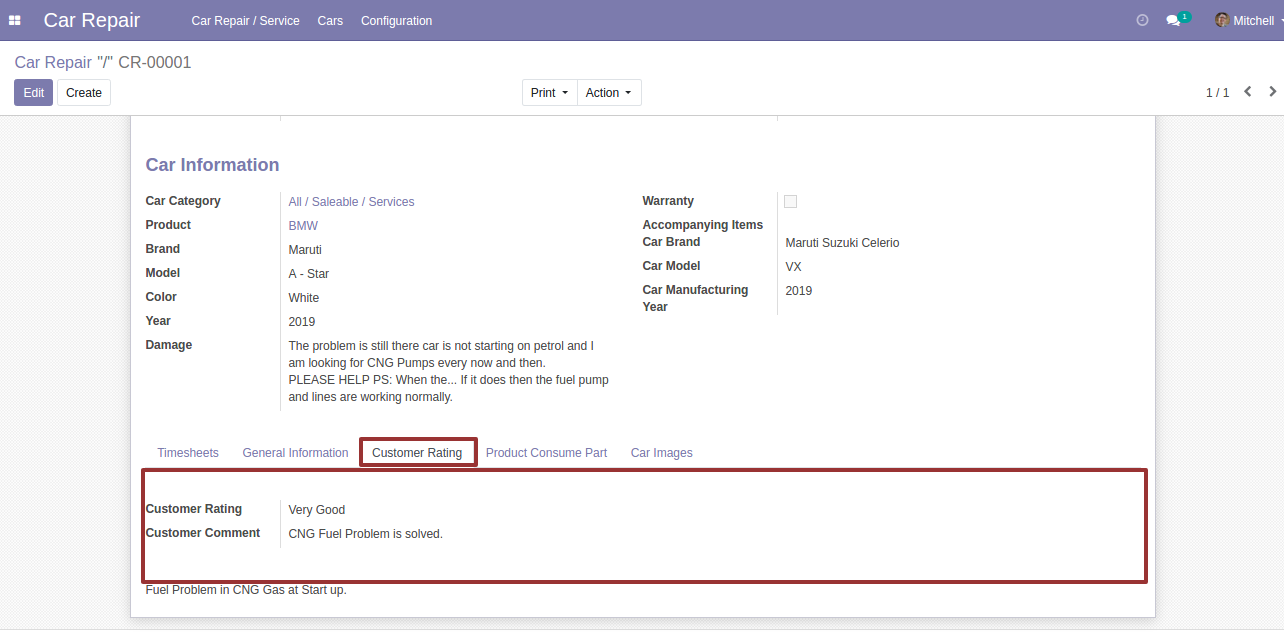 Car Repair Car Repair / Service Cars Configuration 1 Mitchell
Car Repair "/" CR-00001
Edit Create Print Action 1 / 1
Car Information
Car Category All / Saleable / Services
Product BMW
Brand Maruti
Model A - Star
Color White
Year 2019
Damage The problem is still there car is not starting on petrol and I
am looking for CNG Pumps every now and then.
PLEASE HELP PS: When the... If it does then the fuel pump
and lines are working normally.
Warranty
Accompanying Items
Car Brand Maruti Suzuki Celerio
Car Model VX
Car Manufacturing 2019
Year
Timesheets General Information Customer Rating Product Consume Part Car Images
Customer Rating Very Good
Customer Comment CNG Fuel Problem is solved.
Fuel Problem in CNG Gas at Start up.